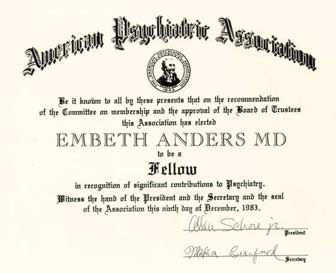 American Psychiatric Association
Be it known to all by these presents that on the recommendation
of the Committee on membership and the approval of the Board of Trustees
this Association has elected
EMBETH ANDERS MD
to be a
Fellow
in recognition of significant contributions to Psychiatry.
Witness the hand of the President and the Secretary and the seal
of the Association this ninth day of December, 1983.
President
Secretary